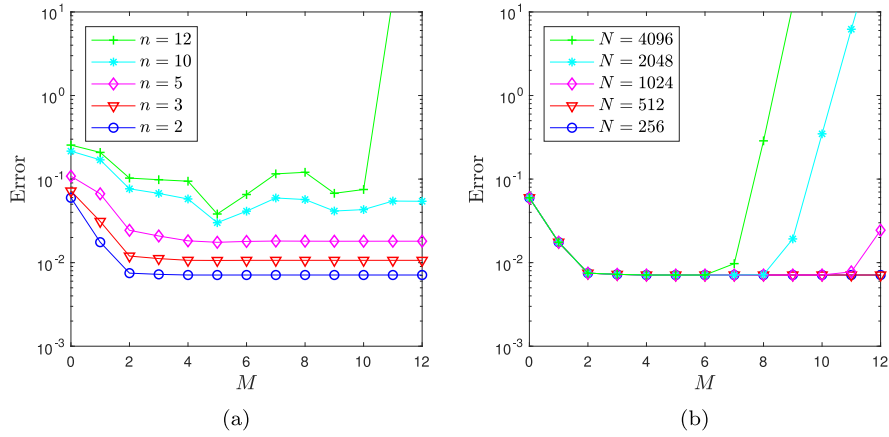 n = 12
n = 10
n = 5
n = 3
n = 2
10^1
10^0
10^-1
10^-2
10^-3
Error
0 2 4 6 8 10 12
M
(a)
N = 4096
N = 2048
N = 1024
N = 512
N = 256
10^1
10^0
10^-1
10^-2
10^-3
Error
0 2 4 6 8 10 12
M
(b)